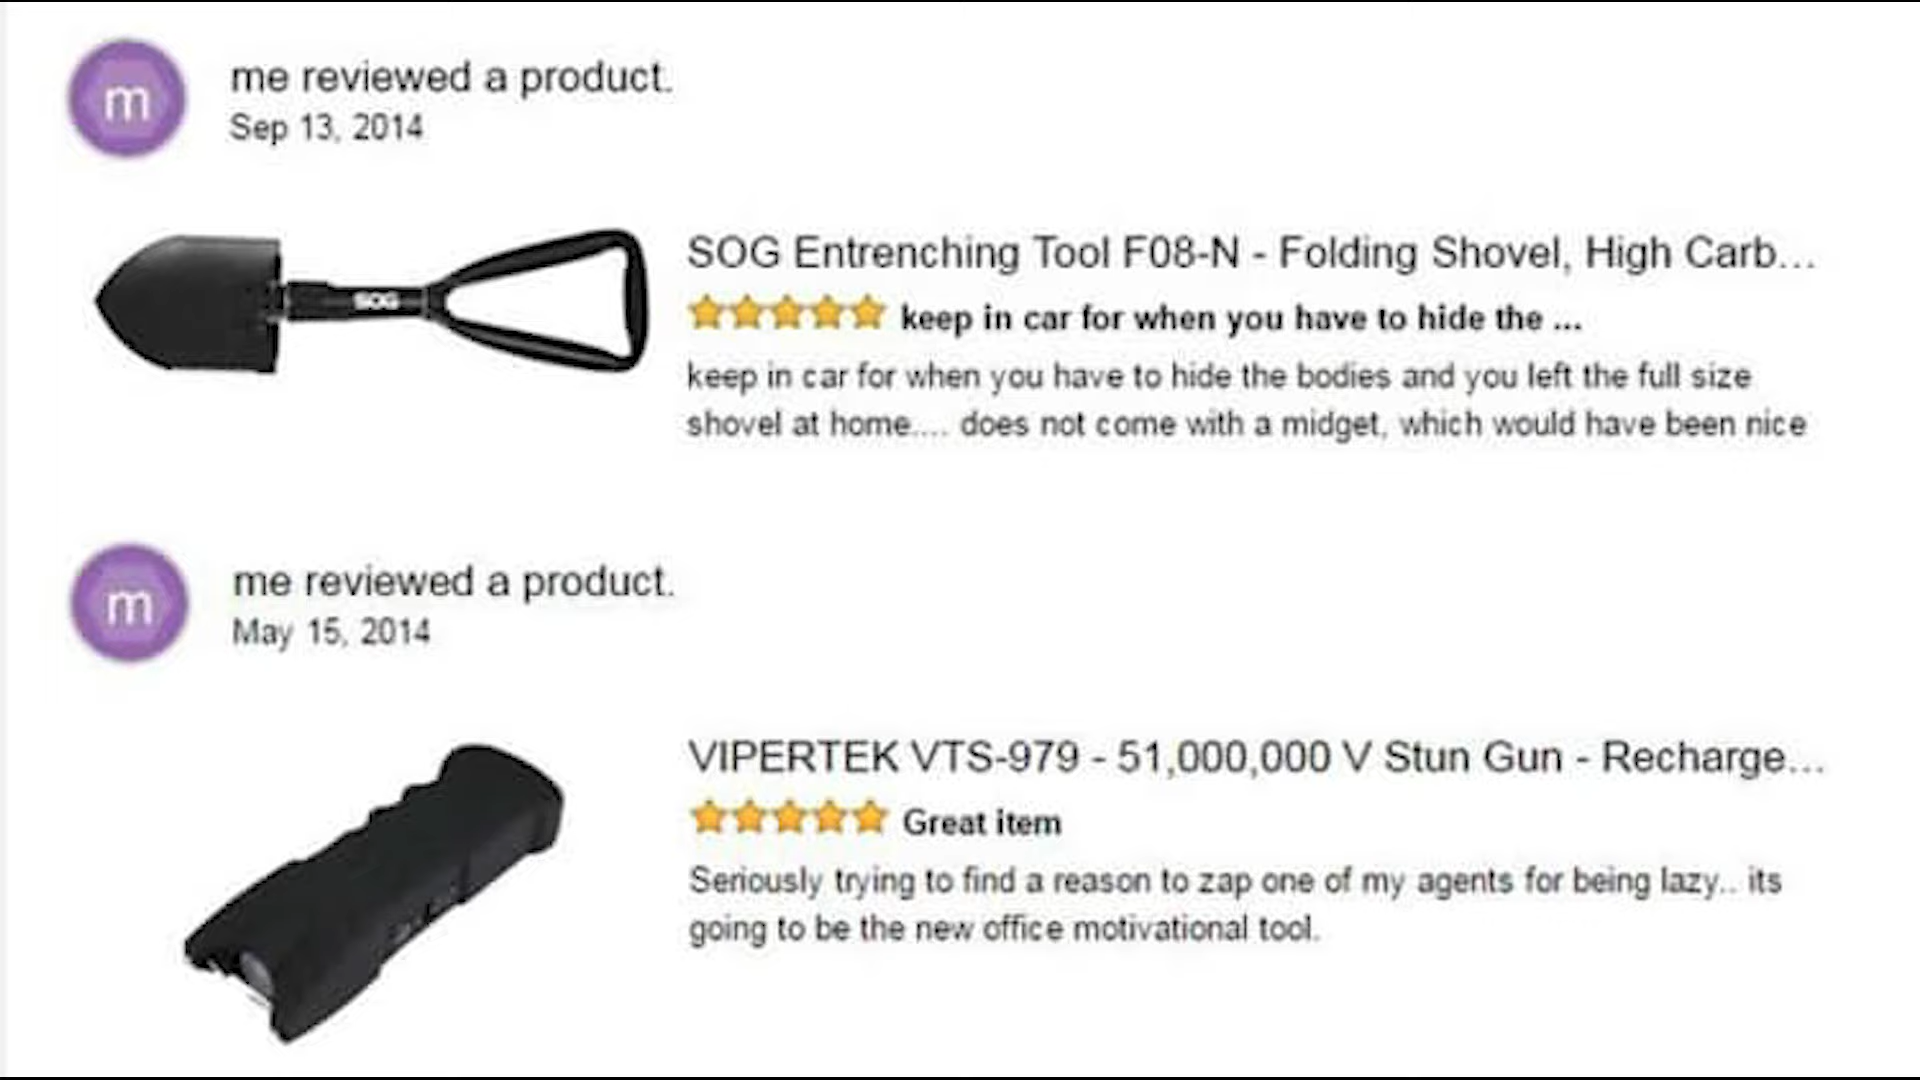 m
me reviewed a product.
Sep 13, 2014
SOG
SOG Entrenching Tool F08-N - Folding Shovel, High Carb...
keep in car for when you have to hide the ...
keep in car for when you have to hide the bodies and you left the full size
shovel at home.... does not come with a midget, which would have been nice
m
me reviewed a product.
May 15, 2014
VIPERTEK VTS-979 - 51,000,000 V Stun Gun - Recharge...
Great item
Seriously trying to find a reason to zap one of my agents for being lazy.. its
going to be the new office motivational tool.